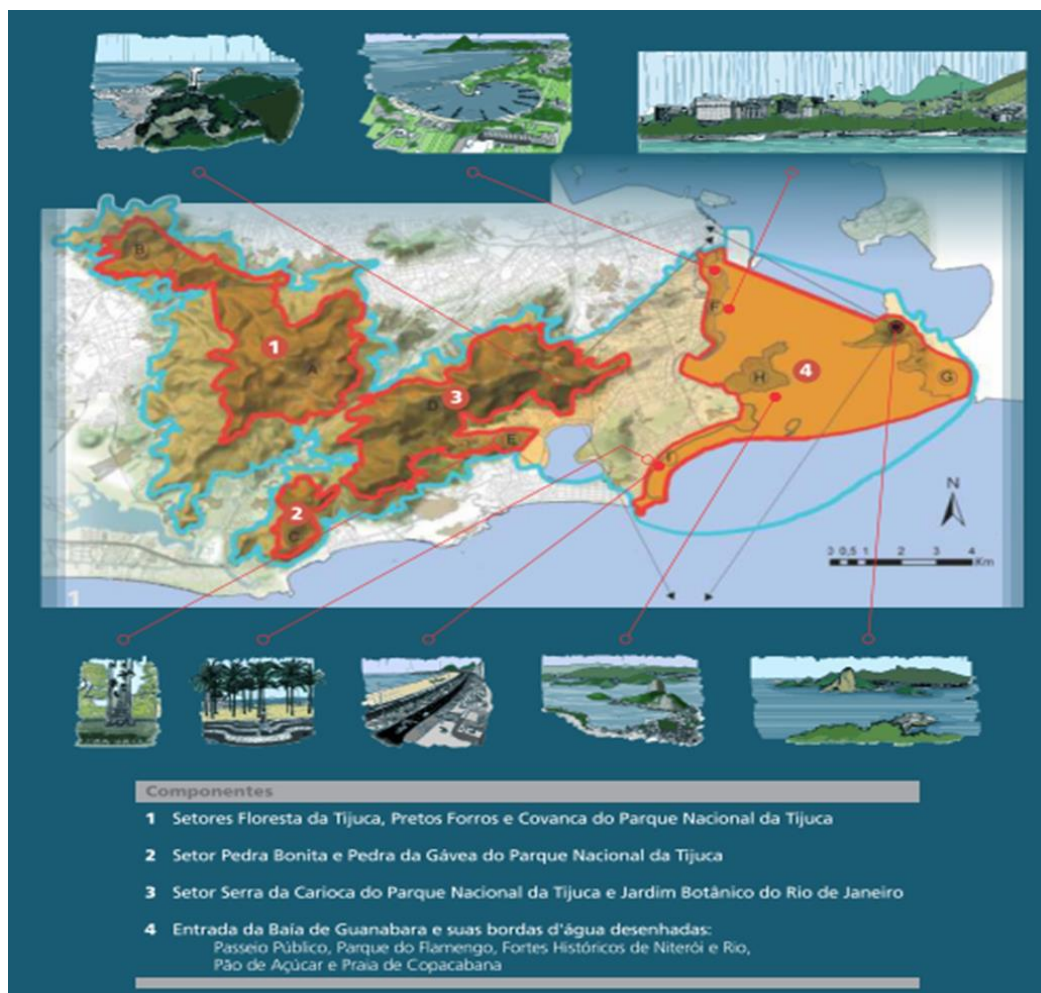 B
1
A
F
4
H
G
3
D
E
I
2
C
N
0 0,5 1 2 3 4
Km
1
Componentes
1 Setores Floresta da Tijuca, Pretos Forros e Covanca do Parque Nacional da Tijuca
2 Setor Pedra Bonita e Pedra da Gávea do Parque Nacional da Tijuca
3 Setor Serra da Carioca do Parque Nacional da Tijuca e Jardim Botânico do Rio de Janeiro
4 Entrada da Baía de Guanabara e suas bordas d'água desenhadas:
Passeio Público, Parque do Flamengo, Fortes Históricos de Niterói e Rio,
Pão de Açúcar e Praia de Copacabana